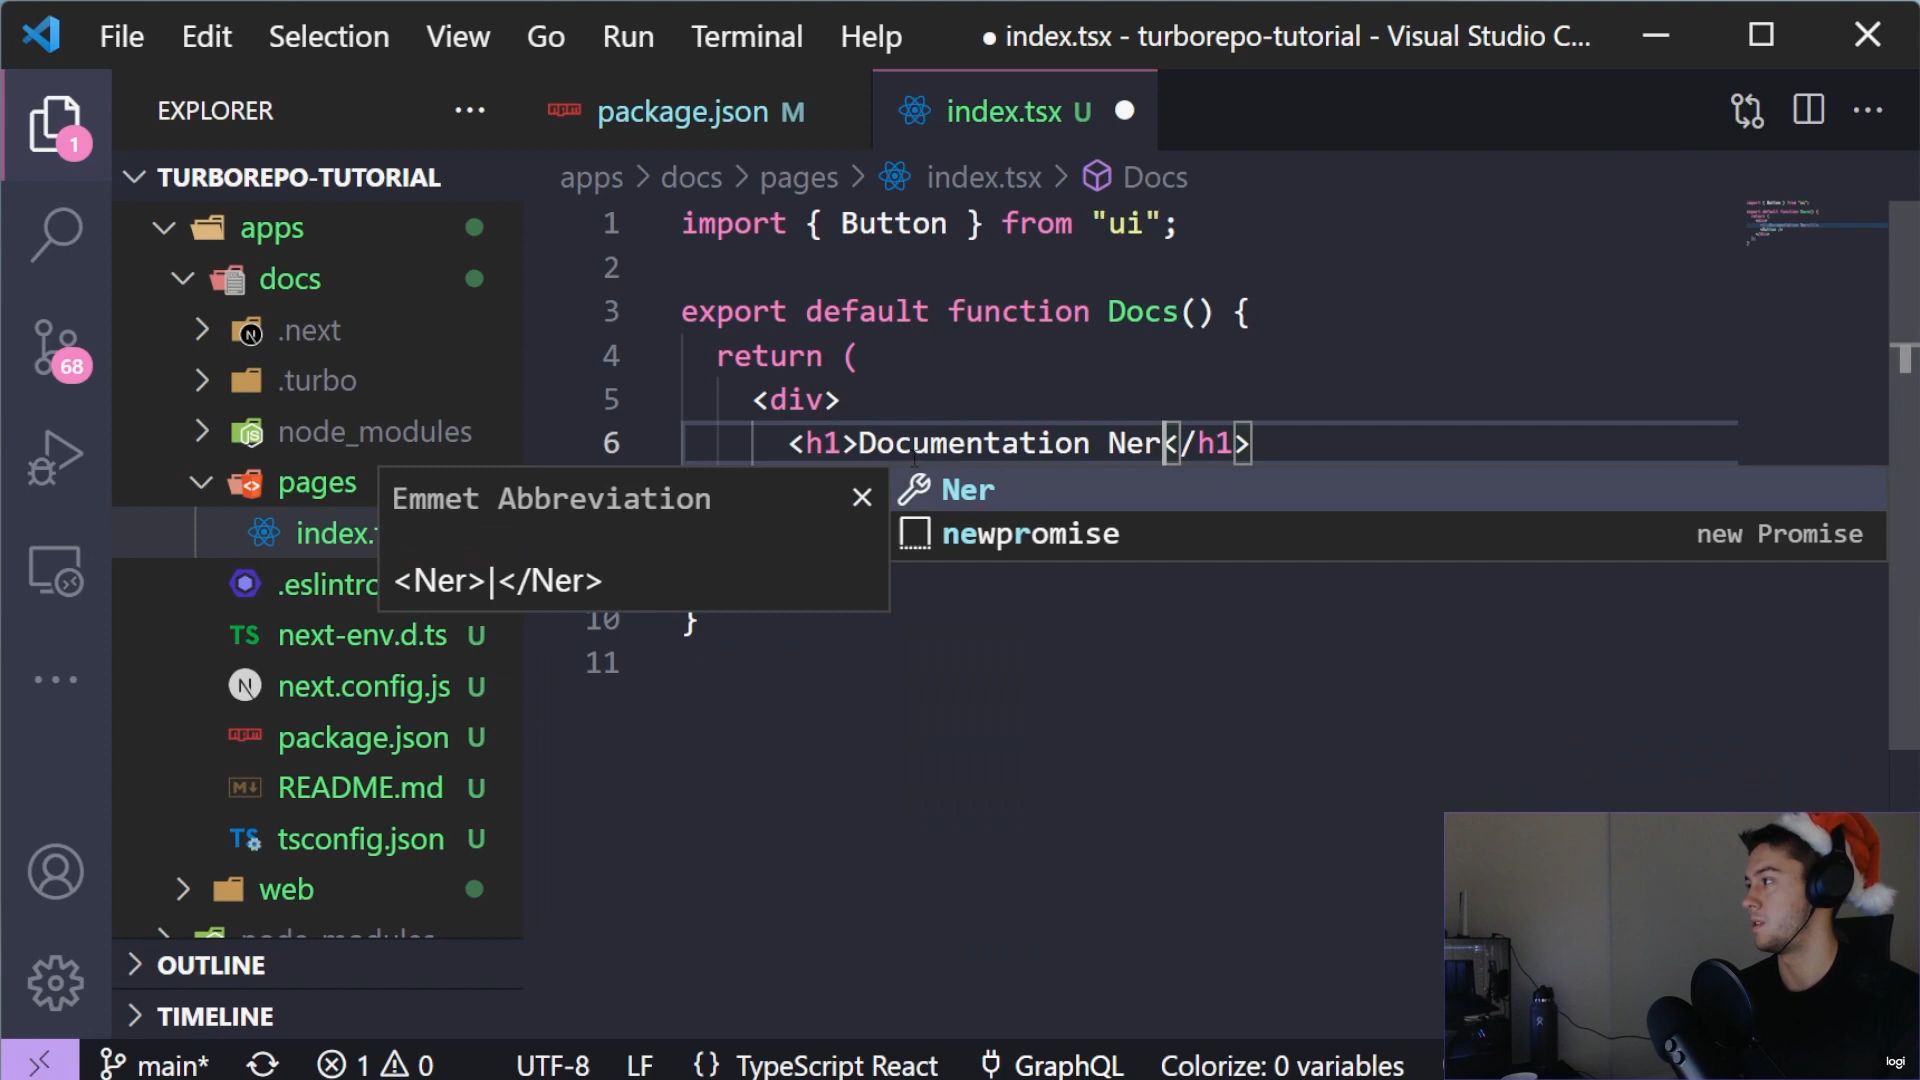 File Edit Selection View Go Run Terminal Help ● index.tsx - turborepo-tutorial - Visual Studio C...
EXPLORER
package.json M
index.tsx U
1
TURBOREPO-TUTORIAL
apps > docs > pages > index.tsx > Docs
apps
1 import { Button } from "ui";
2
docs
3 export default function Docs() {
.next
4 return (
68
.turbo
5 <div>
node_modules
6 <h1>Documentation Ner</h1>
pages
Emmet Abbreviation
Ner
index.
newpromise new Promise
<Ner>|</Ner>
.eslintrc
10 }
TS next-env.d.ts U
11
next.config.js U
package.json U
README.md U
TS tsconfig.json U
web
node_modules
OUTLINE
TIMELINE
main* 1 0 UTF-8 LF {} TypeScript React GraphQL Colorize: 0 variables
logi